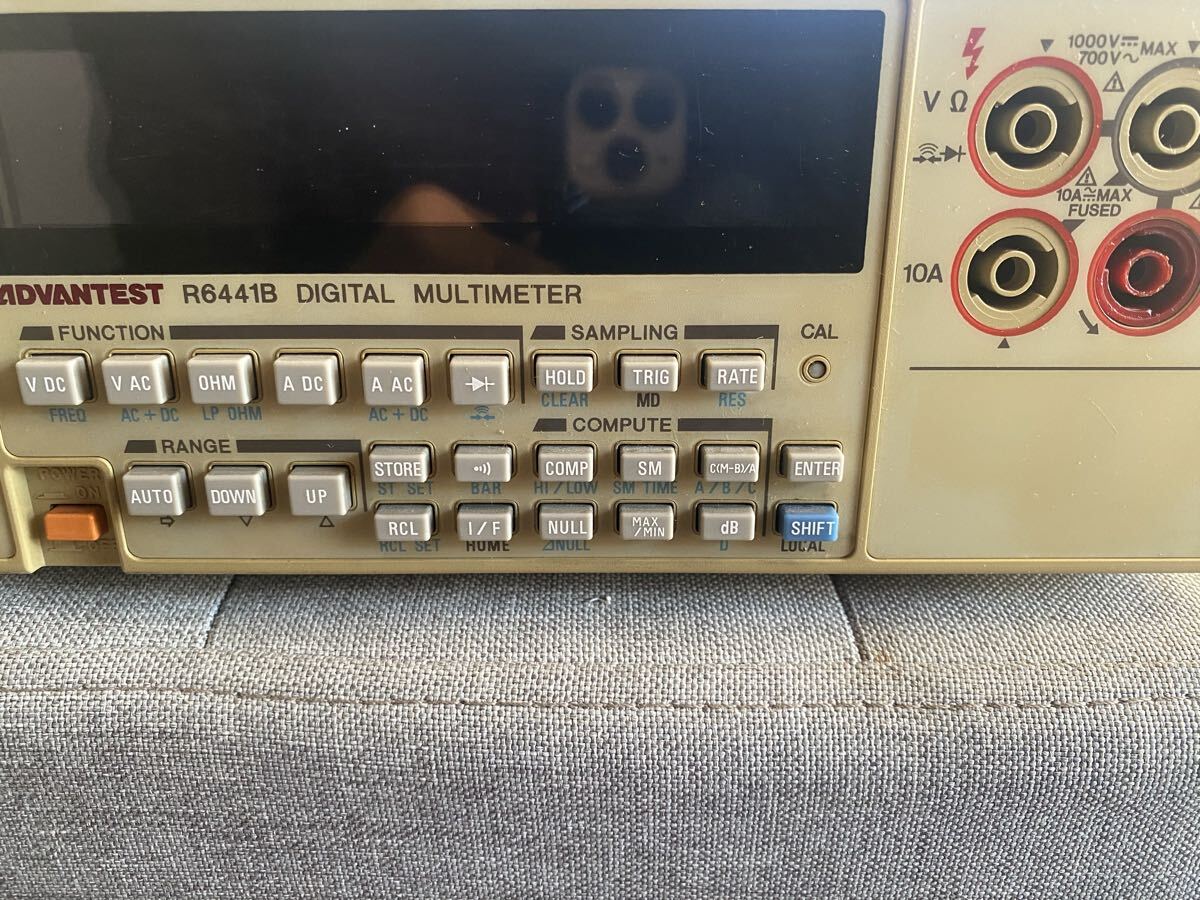 1000V MAX
700V
V Ω
10A MAX
FUSED
10A
ADVANTEST R6441B DIGITAL MULTIMETER
FUNCTION SAMPLING CAL
V DC V AC OHM A DC A AC HOLD TRIG RATE
FREQ AC + DC LP OHM AC + DC CLEAR MD RES
RANGE COMPUTE
POWER
ON
OFF
AUTO DOWN UP
STORE COMP SM C(M-B)/A ENTER
ST SET BAR HI/LOW SM TIME A/B/C
RCL I/F NULL MAX/MIN dB SHIFT
RCL SET HOME ⊿NULL D LOCAL